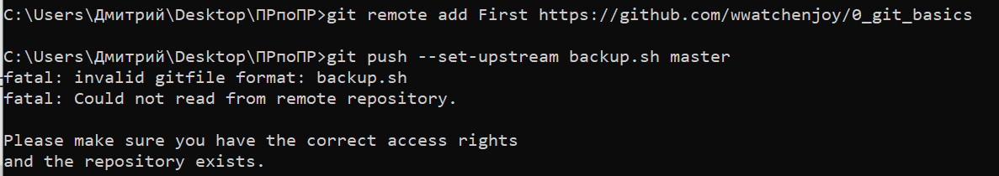 C:\Users\Дмитрий\Desktop\ПРпоПР>git remote add First https://github.com/wwatchenjoy/0_git_basics
C:\Users\Дмитрий\Desktop\ПРпоПР>git push --set-upstream backup.sh master
fatal: invalid gitfile format: backup.sh
fatal: Could not read from remote repository.
Please make sure you have the correct access rights
and the repository exists.